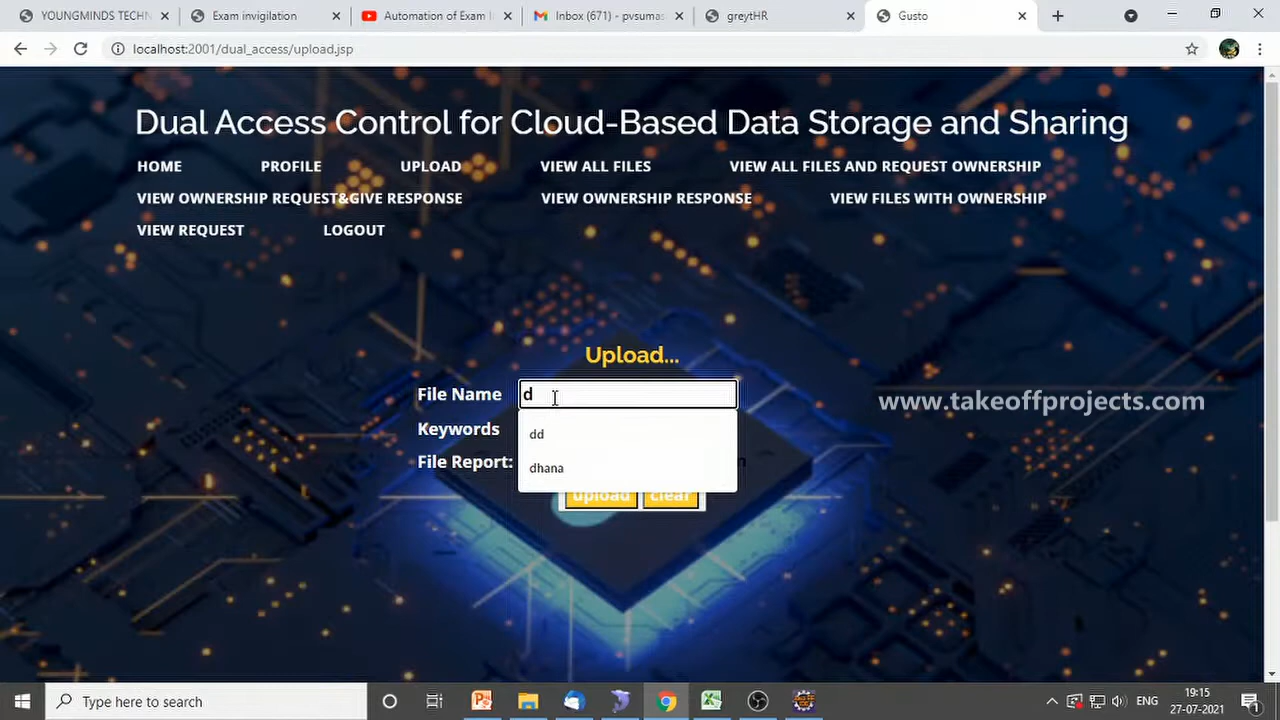 YOUNGMINDS TECHN
Exam invigilation
Automation of Exam I
Inbox (671) - pvsumas
greytHR
Gusto
localhost:2001/dual_access/upload.jsp
Dual Access Control for Cloud-Based Data Storage and Sharing
HOME PROFILE UPLOAD VIEW ALL FILES VIEW ALL FILES AND REQUEST OWNERSHIP
VIEW OWNERSHIP REQUEST&GIVE RESPONSE VIEW OWNERSHIP RESPONSE VIEW FILES WITH OWNERSHIP
VIEW REQUEST LOGOUT
Upload...
File Name d
www.takeoffprojects.com
Keywords
dd
File Report:
dhana
upload clear
Type here to search
ENG
19:15
27-07-2021